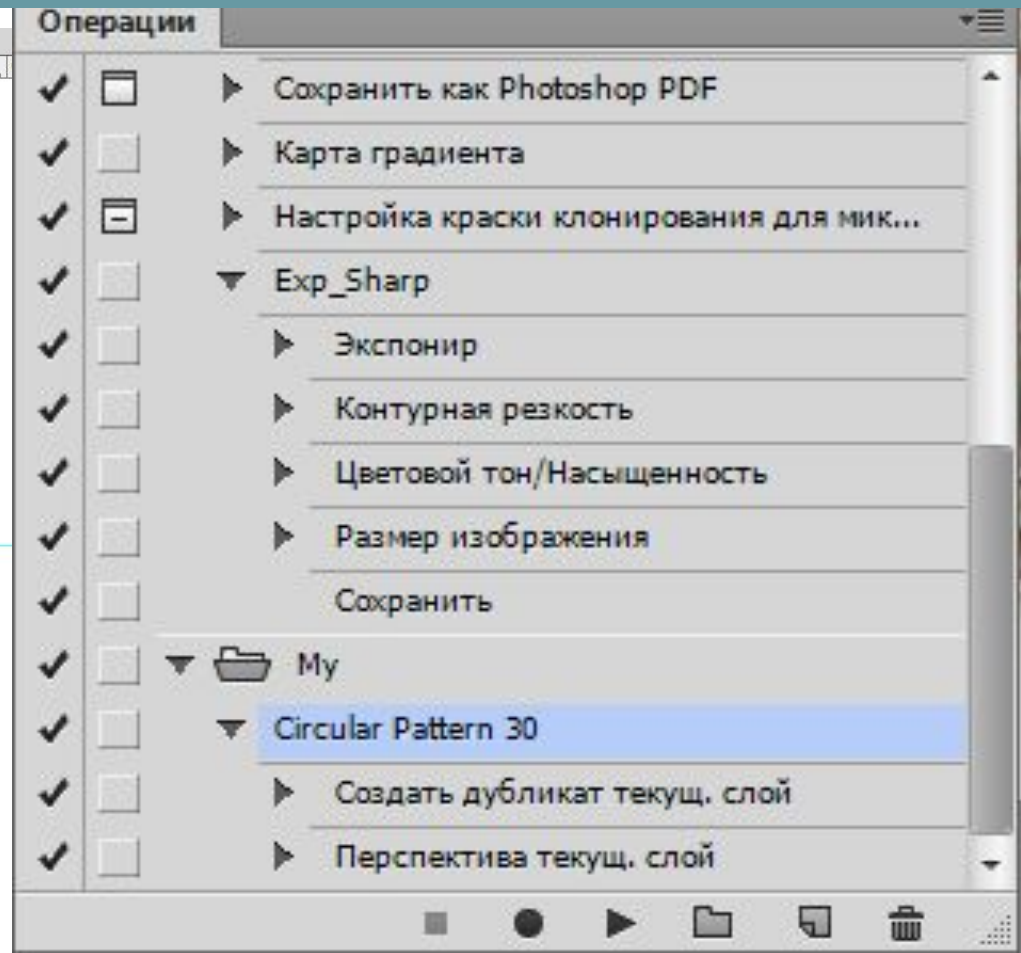 Операции
Сохранить как Photoshop PDF
Карта градиента
Настройка краски клонирования для мик...
Exp_Sharp
Экспонир
Контурная резкость
Цветовой тон/Насыщенность
Размер изображения
Сохранить
My
Circular Pattern 30
Создать дубликат текущ. слой
Перспектива текущ. слой